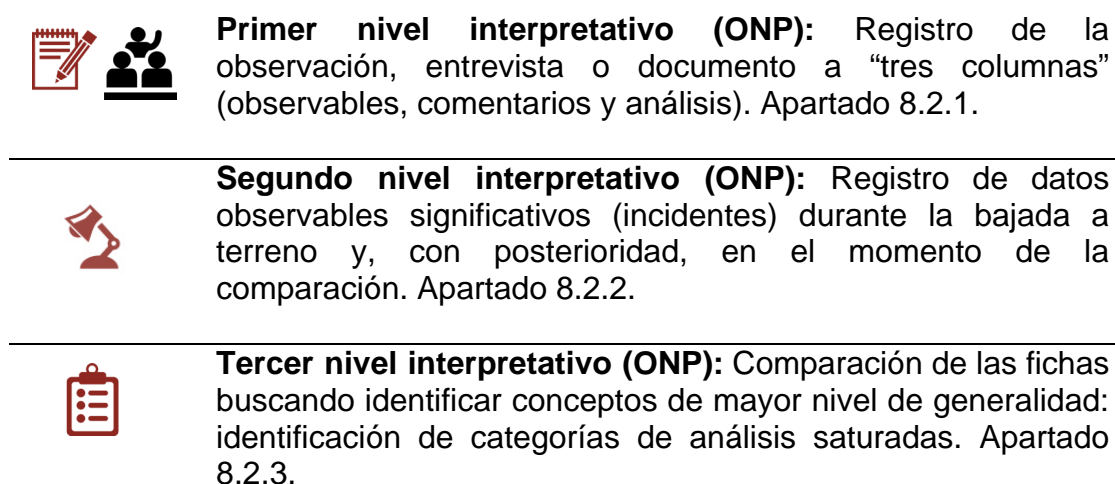 Primer nivel interpretativo (ONP): Registro de la
observación, entrevista o documento a “tres columnas”
(observables, comentarios y análisis). Apartado 8.2.1.
Segundo nivel interpretativo (ONP): Registro de datos
observables significativos (incidentes) durante la bajada a
terreno y, con posterioridad, en el momento de la
comparación. Apartado 8.2.2.
Tercer nivel interpretativo (ONP): Comparación de las fichas
buscando identificar conceptos de mayor nivel de generalidad:
identificación de categorías de análisis saturadas. Apartado
8.2.3.